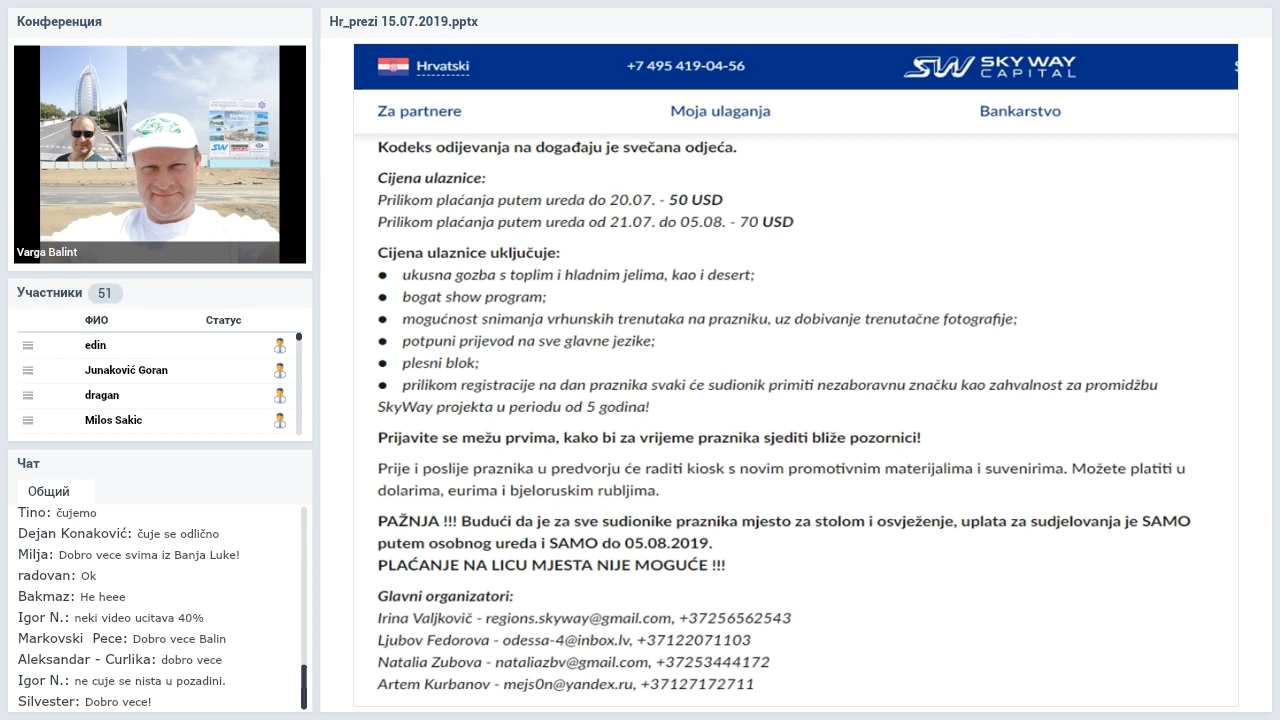 Конференция
Varga Balint
Участники 51
ФИО Статус
edin
Junaković Goran
dragan
Milos Sakic
Чат
Общий
Tino: čujemo
Dejan Konaković: čuje se odlično
Milja: Dobro vece svima iz Banja Luke!
radovan: Ok
Bakmaz: He heee
Igor N.: neki video ucitava 40%
Markovski Pece: Dobro vece Balin
Aleksandar - Curlika: dobro vece
Igor N.: ne cuje se nista u pozadini.
Silvester: Dobro vece!
Hr_prezi 15.07.2019.pptx
Hrvatski +7 495 419-04-56 SW SKY WAY CAPITAL
Za partnere Moja ulaganja Bankarstvo
Kodeks odijevanja na događaju je svečana odjeća.
Cijena ulaznice:
Prilikom plaćanja putem ureda do 20.07. - 50 USD
Prilikom plaćanja putem ureda od 21.07. do 05.08. - 70 USD
Cijena ulaznice uključuje:
● ukusna gozba s toplim i hladnim jelima, kao i desert;
● bogat show program;
● mogućnost snimanja vrhunskih trenutaka na prazniku, uz dobivanje trenutačne fotografije;
● potpuni prijevod na sve glavne jezike;
● plesni blok;
● prilikom registracije na dan praznika svaki će sudionik primiti nezaboravnu značku kao zahvalnost za promidžbu
SkyWay projekta u periodu od 5 godina!
Prijavite se mežu prvima, kako bi za vrijeme praznika sjediti bliže pozornici!
Prije i poslije praznika u predvorju će raditi kiosk s novim promotivnim materijalima i suvenirima. Možete platiti u
dolarima, eurima i bjeloruskim rubljima.
PAŽNJA !!! Budući da je za sve sudionike praznika mjesto za stolom i osvježenje, uplata za sudjelovanja je SAMO
putem osobnog ureda i SAMO do 05.08.2019.
PLAĆANJE NA LICU MJESTA NIJE MOGUĆE !!!
Glavni organizatori:
Irina Valjkovič - regions.skyway@gmail.com, +37256562543
Ljubov Fedorova - odessa-4@inbox.lv, +37122071103
Natalia Zubova - nataliazbv@gmail.com, +37253444172
Artem Kurbanov - mejs0n@yandex.ru, +37127172711